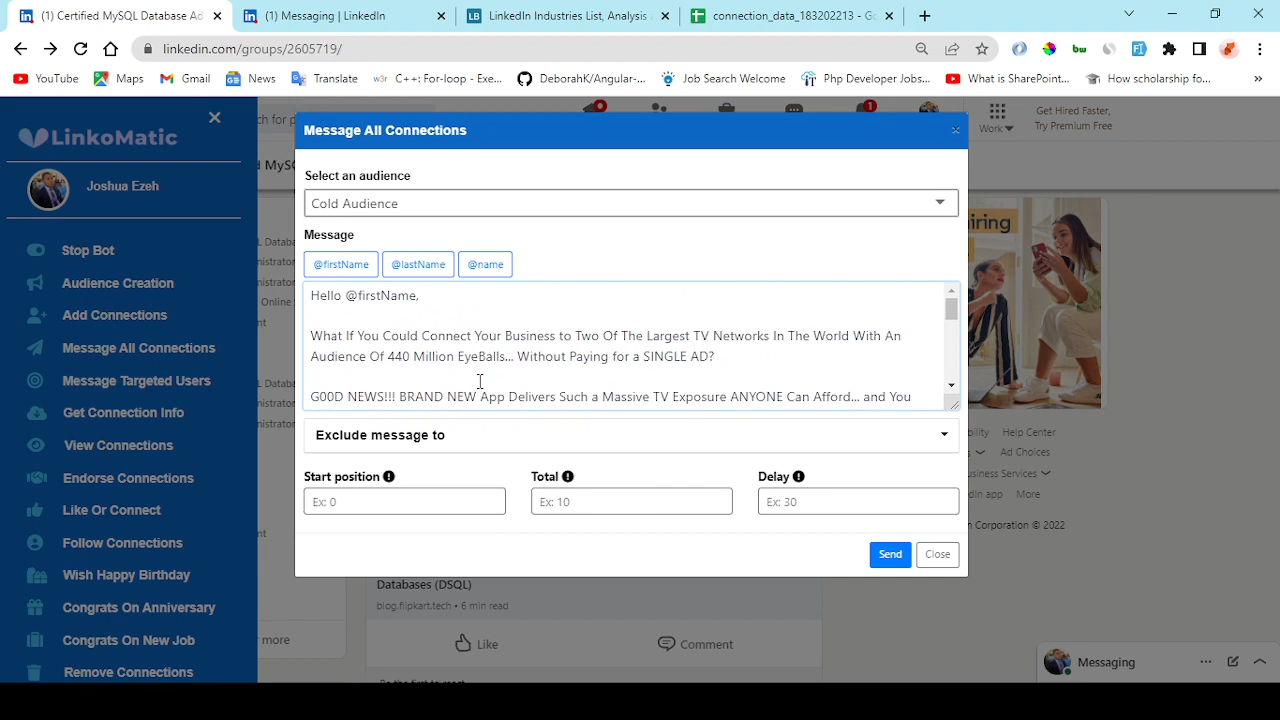 (1) Certified MySQL Database Ad
(1) Messaging | LinkedIn
LB LinkedIn Industries List, Analysis a
connection_data_183202213 - Go
linkedin.com/groups/2605719/
YouTube
Maps
Gmail
News
Translate
w3r C++: For-loop - Exe...
DeborahK/Angular-...
Job Search Welcome
Php Developer Jobs...
What is SharePoint...
How scholarship fo...
LinkoMatic
Joshua Ezeh
Stop Bot
Audience Creation
Add Connections
Message All Connections
Message Targeted Users
Get Connection Info
View Connections
Endorse Connections
Like Or Connect
Follow Connections
Wish Happy Birthday
Congrats On Anniversary
Congrats On New Job
Remove Connections
1
Work
Get Hired Faster,
Try Premium Free
Message All Connections
Select an audience
Cold Audience
Message
@firstName @lastName @name
Hello @firstName,
What If You Could Connect Your Business to Two Of The Largest TV Networks In The World With An
Audience Of 440 Million EyeBalls... Without Paying for a SINGLE AD?
G00D NEWS!!! BRAND NEW App Delivers Such a Massive TV Exposure ANYONE Can Afford... and You
Exclude message to
Start position Total Delay
Ex: 0 Ex: 10 Ex: 30
Send Close
Databases (DSQL)
blog.flipkart.tech • 6 min read
Like Comment
Help Center
Ad Choices
More
Corporation © 2022
Messaging